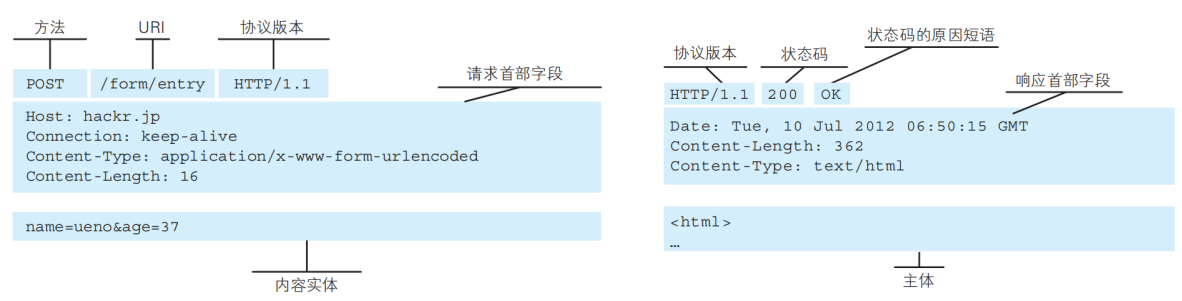 方法 URI 协议版本
POST /form/entry HTTP/1.1
请求首部字段
Host: hackr.jp
Connection: keep-alive
Content-Type: application/x-www-form-urlencoded
Content-Length: 16
name=ueno&age=37
内容实体
状态码的原因短语
协议版本 状态码
HTTP/1.1 200 OK
响应首部字段
Date: Tue, 10 Jul 2012 06:50:15 GMT
Content-Length: 362
Content-Type: text/html
<html>
…
主体